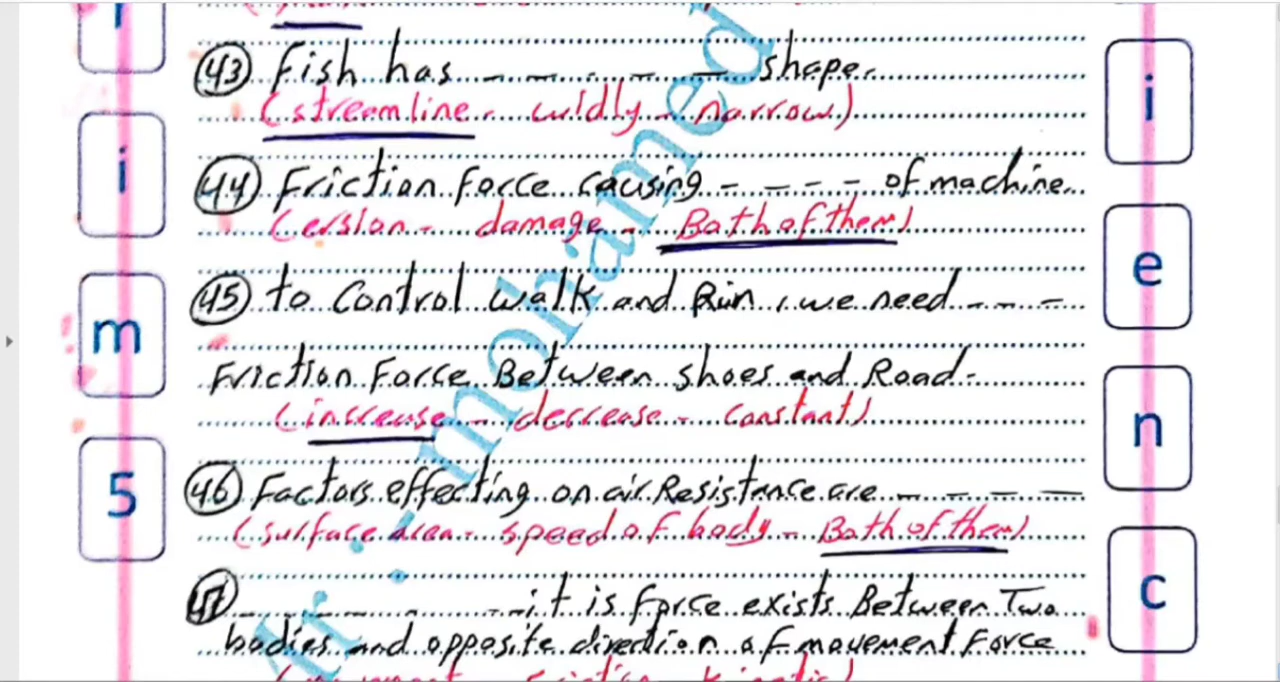 (43) Fish has - - - - - shape.
(streamline - widly - narrow)
(44) Friction Force causing - - - - of machine
(ersion - damage - Both of them)
(45) to Control walk and Run, we need - - -
Friction Force Between shoes and Road.
(increase - decrease - constant)
(46) Factors effecting on air Resistance are - - - -
(surface area - speed of body - Both of them)
(47) - - - - - it is force exists Between Two
bodies and opposite direction of movement Force
mohamed
i
m
5
i
e
n
c